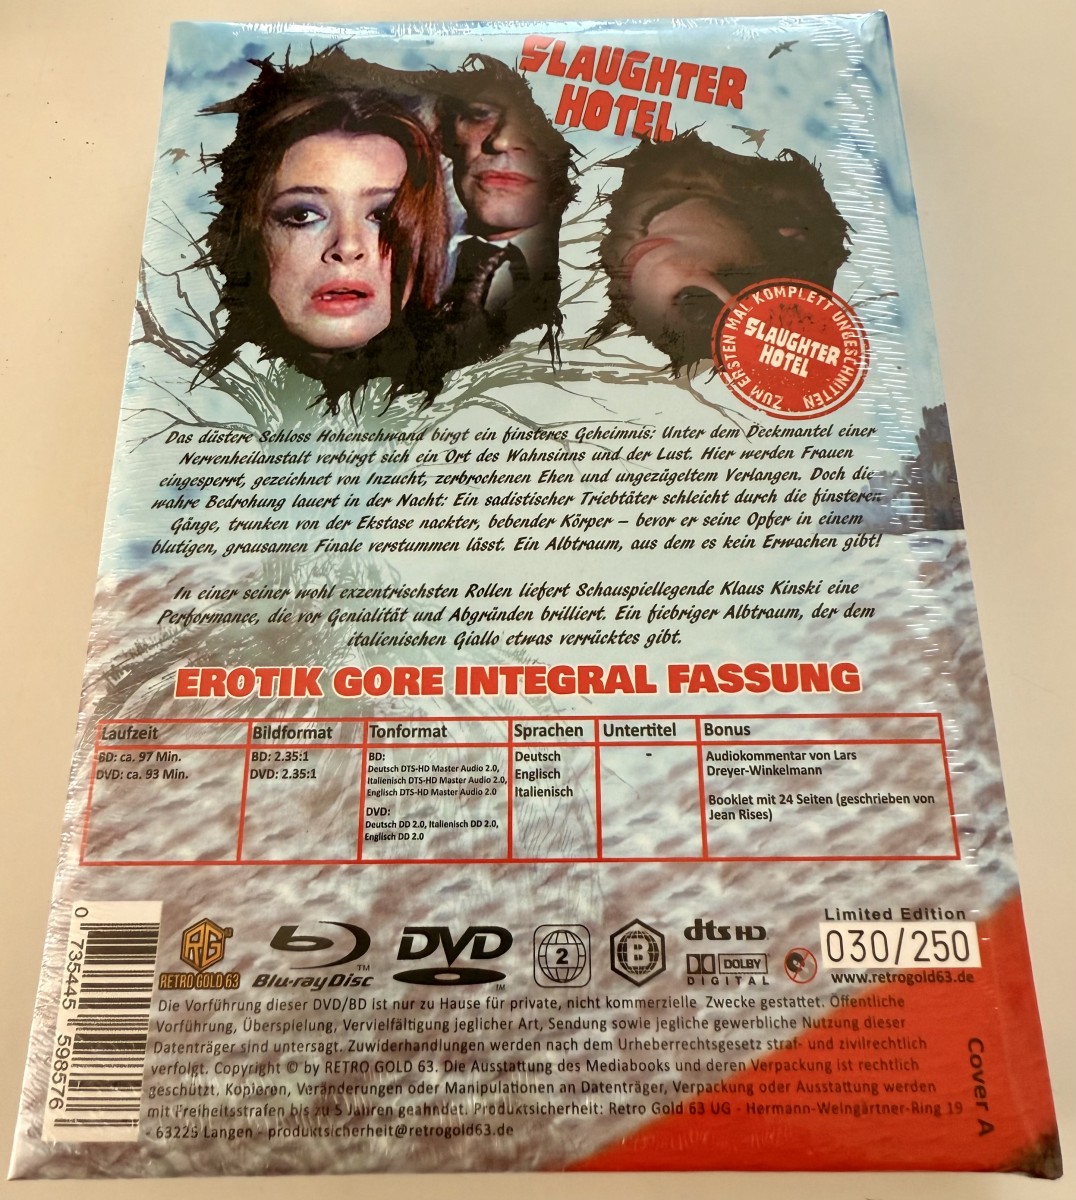 SLAUGHTER
HOTEL
ZUM ERSTEN MAL KOMPLETT UNGESCHNITTEN
SLAUGHTER
HOTEL
Das düstere Schloss Hohenschwand birgt ein finsteres Geheimnis: Unter dem Deckmantel einer
Nervenheilanstalt verbirgt sich ein Ort des Wahnsinns und der Lust. Hier werden Frauen
eingesperrt, gezeichnet von Inzucht, zerbrochenen Ehen und ungezügeltem Verlangen. Doch die
wahre Bedrohung lauert in der Nacht: Ein sadistischer Triebtäter schleicht durch die finsteren
Gänge, trunken von der Ekstase nackter, bebender Körper – bevor er seine Opfer in einem
blutigen, grausamen Finale verstummen lässt. Ein Albtraum, aus dem es kein Erwachen gibt!
In einer seiner wohl exzentrischsten Rollen liefert Schauspiellegende Klaus Kinski eine
Performance, die vor Genialität und Abgründen brilliert. Ein fiebriger Albtraum, der dem
italienischen Giallo etwas verrücktes gibt.
EROTIK GORE INTEGRAL FASSUNG
Laufzeit
BD: ca. 97 Min.
DVD: ca. 93 Min.
Bildformat
BD: 2.35:1
DVD: 2.35:1
Tonformat
BD:
Deutsch DTS-HD Master Audio 2.0,
Italienisch DTS-HD Master Audio 2.0,
Englisch DTS-HD Master Audio 2.0
DVD:
Deutsch DD 2.0, Italienisch DD 2.0,
Englisch DD 2.0
Sprachen
Deutsch
Englisch
Italienisch
Untertitel
-
Bonus
Audiokommentar von Lars
Dreyer-Winkelmann
Booklet mit 24 Seiten (geschrieben von
Jean Rises)
0 735445 598576
RG 63
RETRO GOLD 63
Blu-ray Disc™
DVD™
2
B
dts HD
DOLBY
DIGITAL
Limited Edition
030/250
www.retrogold63.de
Die Vorführung dieser DVD/BD ist nur zu Hause für private, nicht kommerzielle Zwecke gestattet. Öffentliche
Vorführung, Überspielung, Vervielfältigung jeglicher Art, Sendung sowie jegliche gewerbliche Nutzung dieser
Datenträger sind untersagt. Zuwiderhandlungen werden nach dem Urheberrechtsgesetz straf- und zivilrechtlich
verfolgt. Copyright © by RETRO GOLD 63. Die Ausstattung des Mediabooks und deren Verpackung ist rechtlich
geschützt. Kopieren, Veränderungen oder Manipulationen an Datenträger, Verpackung oder Ausstattung werden
mit Freiheitsstrafen bis zu 5 Jahren geahndet. Produktsicherheit: Retro Gold 63 UG - Hermann-Weingärtner-Ring 19
- 63225 Langen - produktsicherheit@retrogold63.de
Cover A